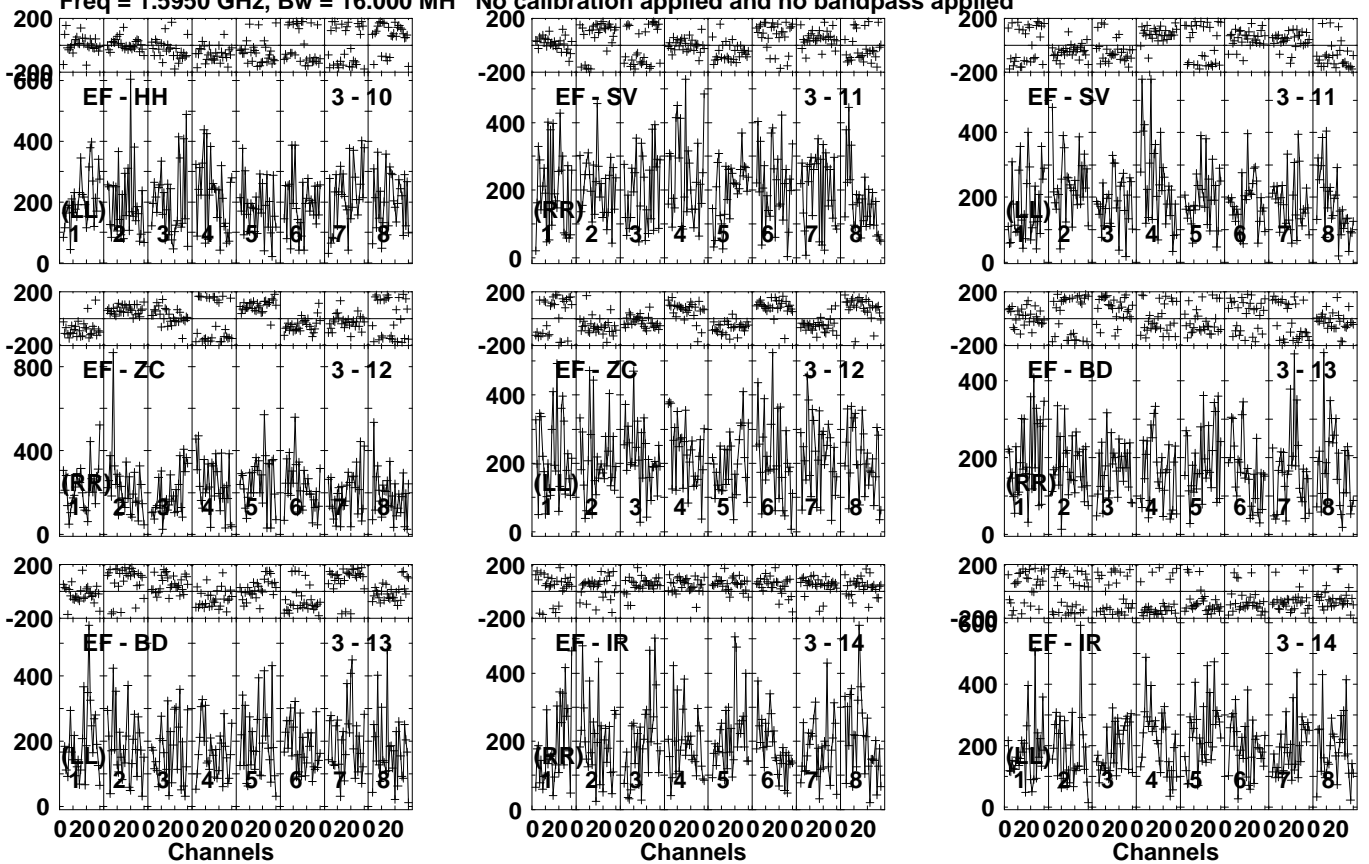 Freq = 1.5950 GHz, Bw = 16.000 MH No calibration applied and no bandpass applied
200
-200
600
400
200
0
EF - HH 3 - 10
(LL)
1 2 3 4 5 6 7 8
200
-200
400
200
0
EF - SV 3 - 11
(RR)
1 2 3 4 5 6 7 8
200
-200
400
200
0
EF - SV 3 - 11
(LL)
1 2 3 4 5 6 7 8
200
-200
800
400
0
EF - ZC 3 - 12
(RR)
1 2 3 4 5 6 7 8
200
-200
400
200
0
EF - ZC 3 - 12
(LL)
1 2 3 4 5 6 7 8
200
-200
400
200
0
EF - BD 3 - 13
(RR)
1 2 3 4 5 6 7 8
200
-200
400
200
0
EF - BD 3 - 13
(LL)
1 2 3 4 5 6 7 8
0 20 0 20 0 20 0 20 0 20 0 20 0 20 0 20
Channels
200
-200
400
200
0
EF - IR 3 - 14
(RR)
1 2 3 4 5 6 7 8
0 20 0 20 0 20 0 20 0 20 0 20 0 20 0 20
Channels
200
-200
600
400
200
0
EF - IR 3 - 14
(LL)
1 2 3 4 5 6 7 8
0 20 0 20 0 20 0 20 0 20 0 20 0 20 0 20
Channels